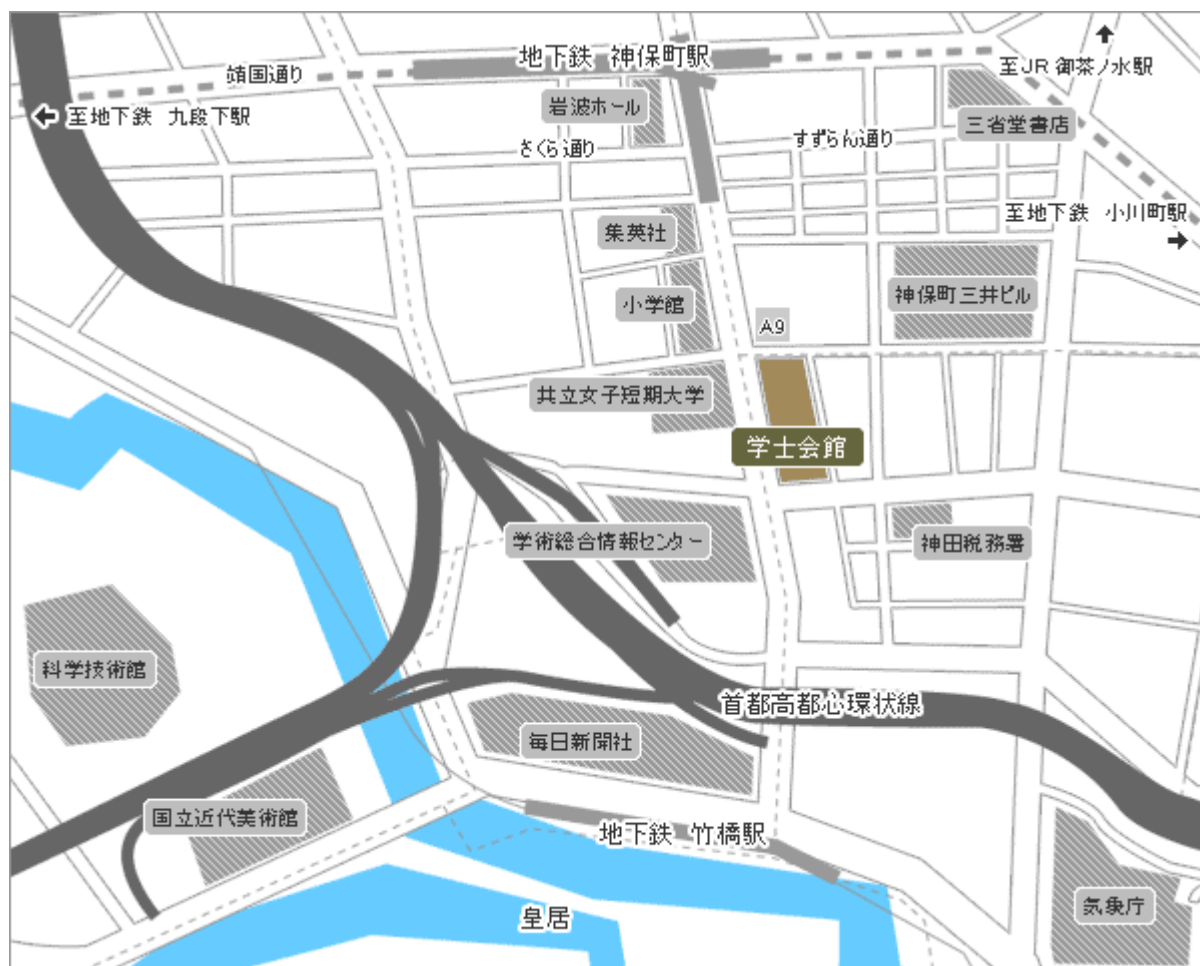 地下鉄 神保町駅
至JR御茶ノ水駅
靖国通り
岩波ホール
至地下鉄 九段下駅
三省堂書店
さくら通り
すずらん通り
至地下鉄 小川町駅
集英社
神保町三井ビル
小学館
A9
共立女子短期大学
学士会館
学術総合情報センター
神田税務署
科学技術館
首都高都心環状線
毎日新聞社
国立近代美術館
地下鉄 竹橋駅
皇居
気象庁